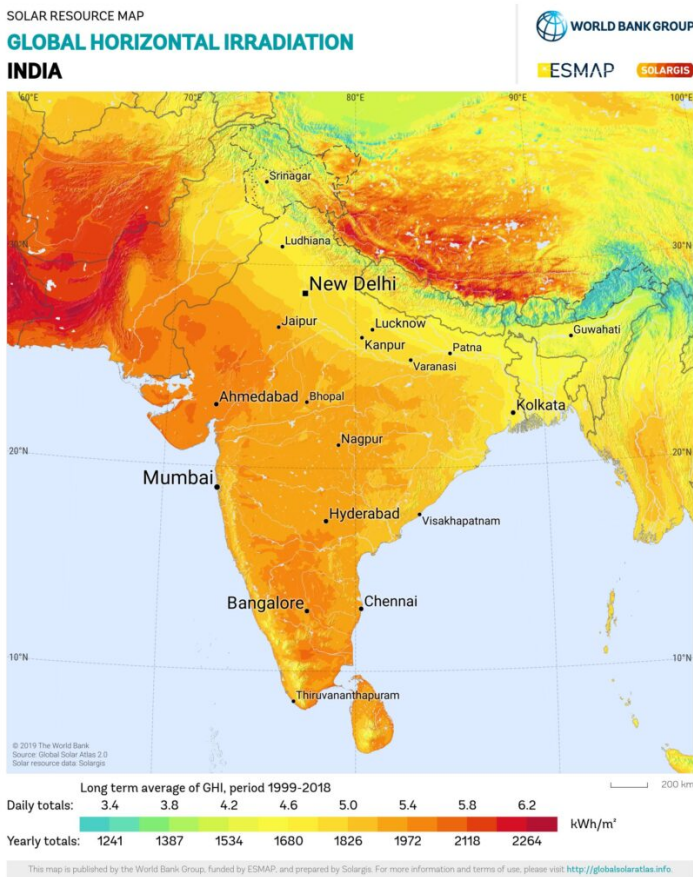 SOLAR RESOURCE MAP
GLOBAL HORIZONTAL IRRADIATION
INDIA
WORLD BANK GROUP
ESMAP
SOLARGIS
60°E 70°E 80°E 90°E 100°E
Srinagar
Ludhiana
30°N 30°N
New Delhi
Jaipur
Lucknow
Kanpur
Guwahati
Patna
Varanasi
Ahmedabad
Bhopal
Kolkata
Nagpur
20°N 20°N
Mumbai
Hyderabad
Visakhapatnam
Bangalore
Chennai
10°N 10°N
Thiruvananthapuram
© 2019 The World Bank
Source: Global Solar Atlas 2.0
Solar resource data: Solargis
Long term average of GHI, period 1999-2018
200 km
Daily totals: 3.4 3.8 4.2 4.6 5.0 5.4 5.8 6.2
kWh/m²
Yearly totals: 1241 1387 1534 1680 1826 1972 2118 2264
This map is published by the World Bank Group, funded by ESMAP, and prepared by Solargis. For more information and terms of use, please visit http://globalsolaratlas.info.